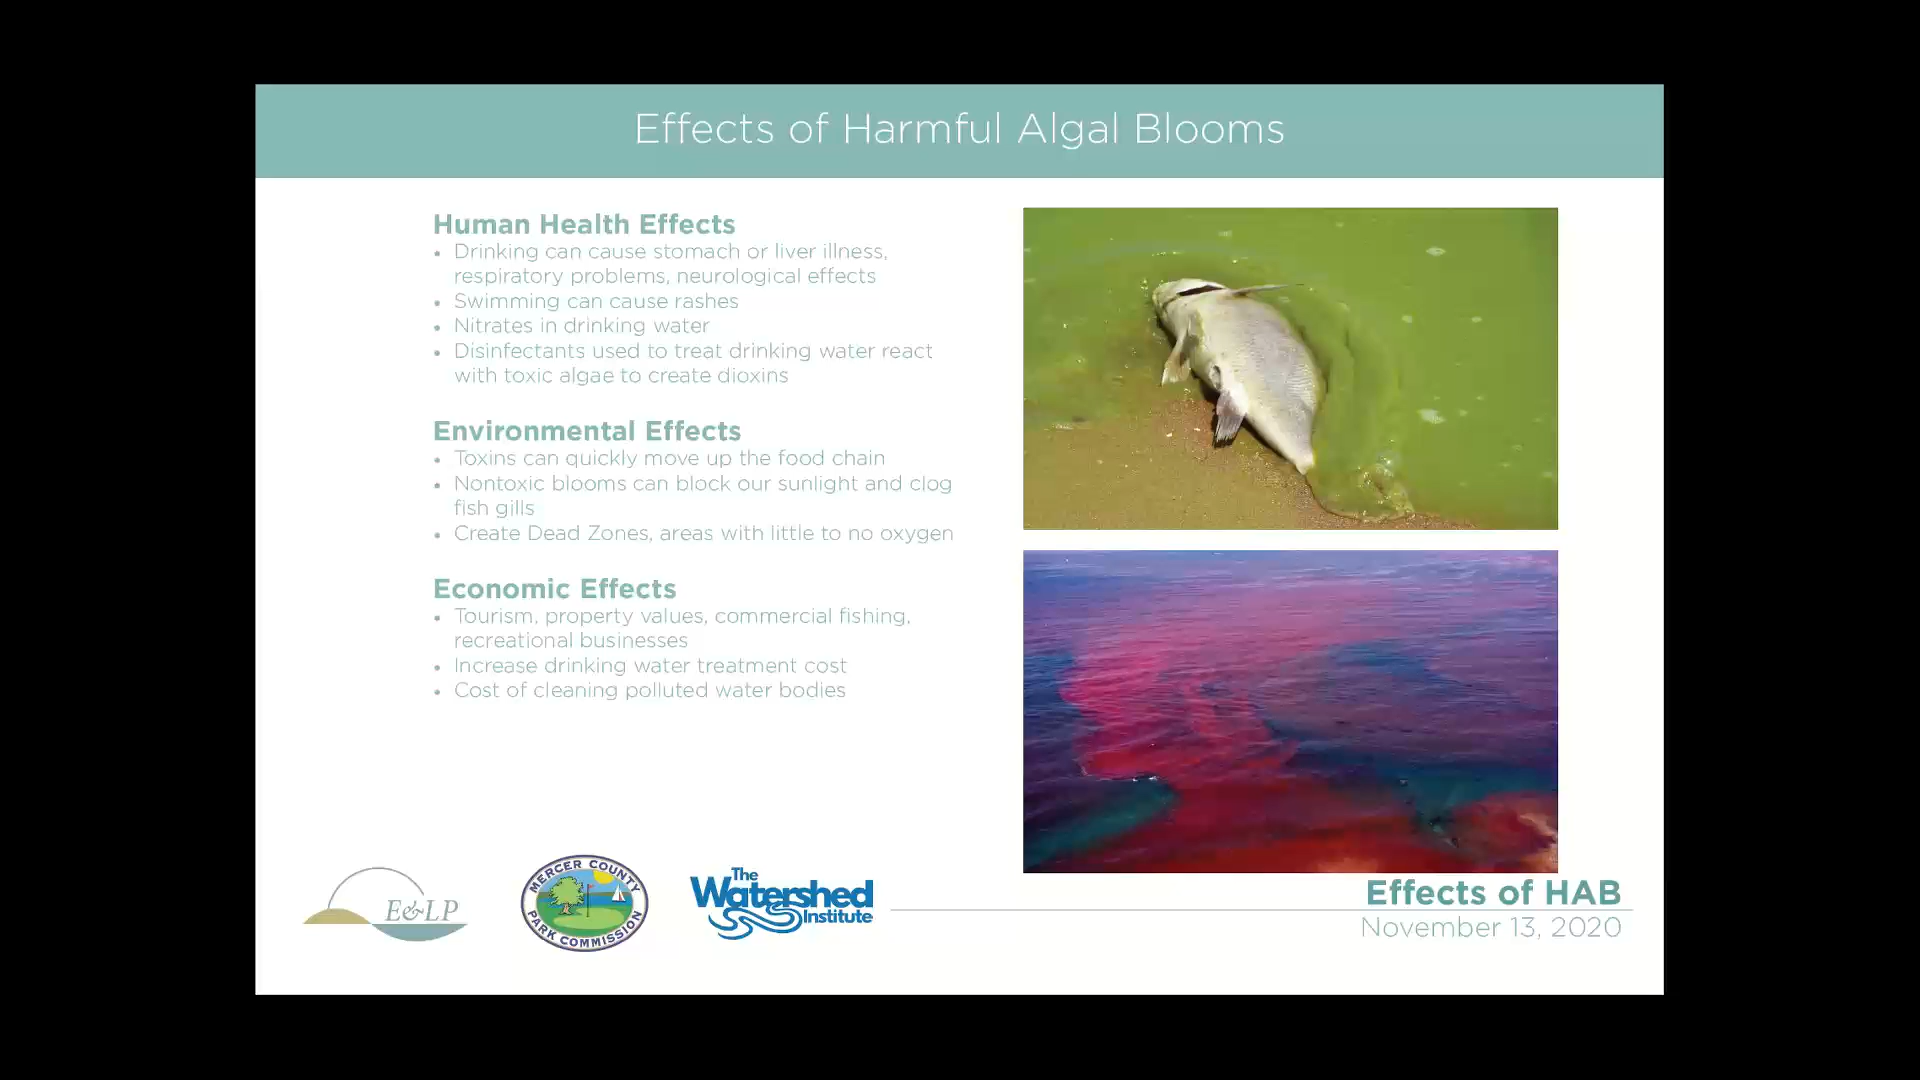 Effects of Harmful Algal Blooms
Human Health Effects
• Drinking can cause stomach or liver illness,
respiratory problems, neurological effects
• Swimming can cause rashes
• Nitrates in drinking water
• Disinfectants used to treat drinking water react
with toxic algae to create dioxins
Environmental Effects
• Toxins can quickly move up the food chain
• Nontoxic blooms can block our sunlight and clog
fish gills
• Create Dead Zones, areas with little to no oxygen
Economic Effects
• Tourism, property values, commercial fishing,
recreational businesses
• Increase drinking water treatment cost
• Cost of cleaning polluted water bodies
E&LP
MERCER COUNTY
PARK COMMISSION
The
Watershed
Institute
Effects of HAB
November 13, 2020